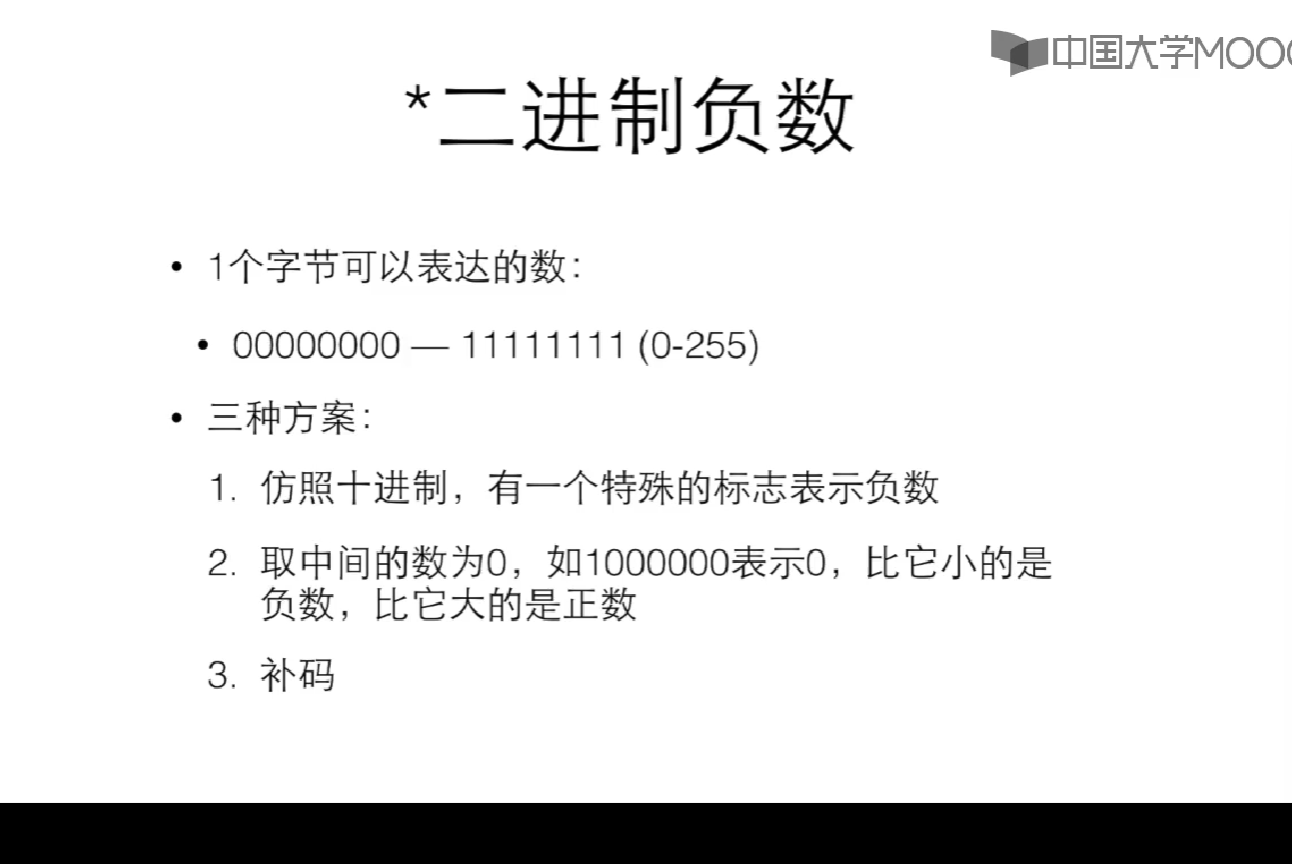 中国大学MOOC
*二进制负数
• 1个字节可以表达的数：
• 00000000 — 11111111 (0-255)
• 三种方案：
1. 仿照十进制，有一个特殊的标志表示负数
2. 取中间的数为0，如1000000表示0，比它小的是
负数，比它大的是正数
3. 补码